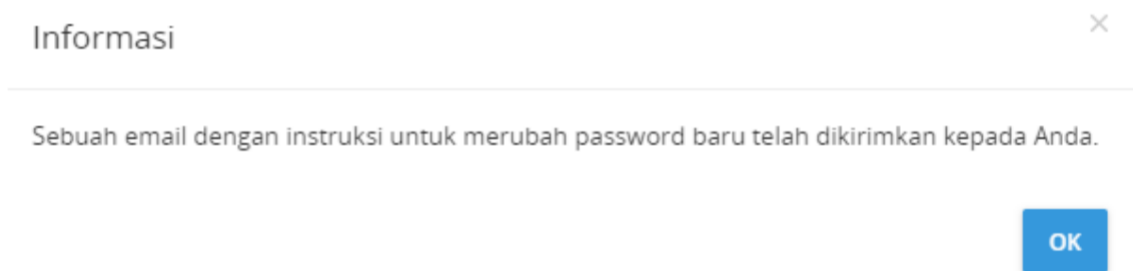 Informasi
Sebuah email dengan instruksi untuk merubah password baru telah dikirimkan kepada Anda.
OK